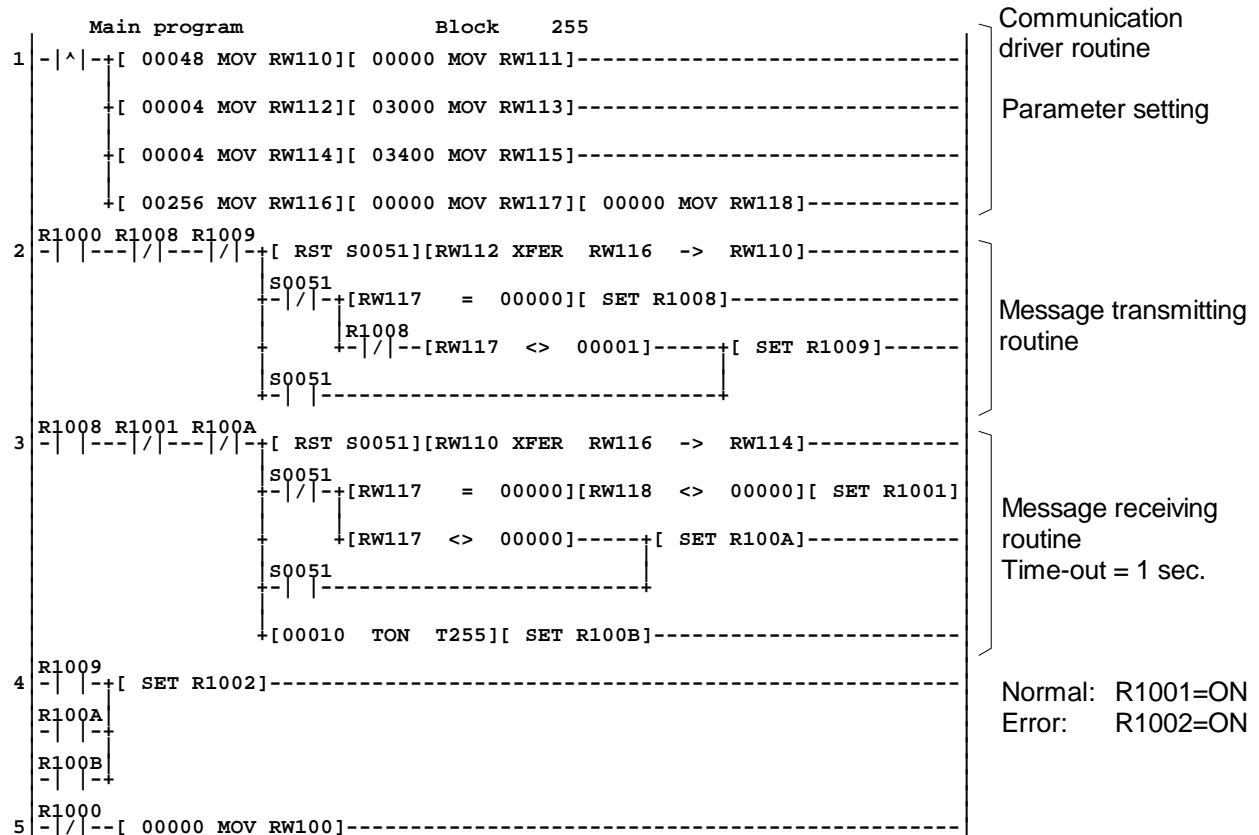 Main program Block 255
Communication
driver routine
1 -|^|-+[ 00048 MOV RW110][ 00000 MOV RW111]------------------------------
+[ 00004 MOV RW112][ 03000 MOV RW113]------------------------------
Parameter setting
+[ 00004 MOV RW114][ 03400 MOV RW115]------------------------------
+[ 00256 MOV RW116][ 00000 MOV RW117][ 00000 MOV RW118]------------
R1000 R1008 R1009
2 -| |---|/|---|/|-+[ RST S0051][RW112 XFER RW116 -> RW110]------------
S0051
+-|/|-+[RW117 = 00000][ SET R1008]------------------
Message transmitting
routine
R1008
+-|/|--[RW117 <> 00001]-----+[ SET R1009]------
S0051
+-| |-------------------------------+
R1008 R1001 R100A
3 -| |---|/|---|/|-+[ RST S0051][RW110 XFER RW116 -> RW114]------------
S0051
+-|/|-+[RW117 = 00000][RW118 <> 00000][ SET R1001]
+[RW117 <> 00000]-----+[ SET R100A]------------
Message receiving
routine
Time-out = 1 sec.
S0051
+-| |-------------------------+
+[00010 TON T255][ SET R100B]------------------------
R1009
4 -| |-+[ SET R1002]------------------------------------------------------
Normal: R1001=ON
Error: R1002=ON
R100A
-| |-+
R100B
-| |-+
R1000
5 -|/|--[ 00000 MOV RW100]------------------------------------------------